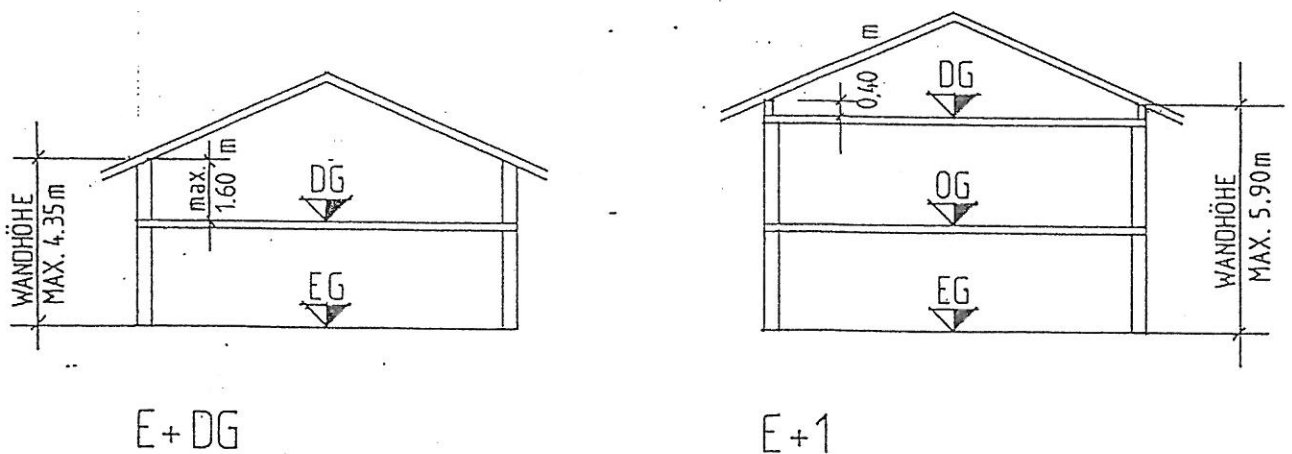 WANDHÖHE
MAX. 4.35m
max.
1.60 m
DG
EG
E+DG
0,40 m
DG
OG
EG
WANDHÖHE
MAX. 5.90m
E+1